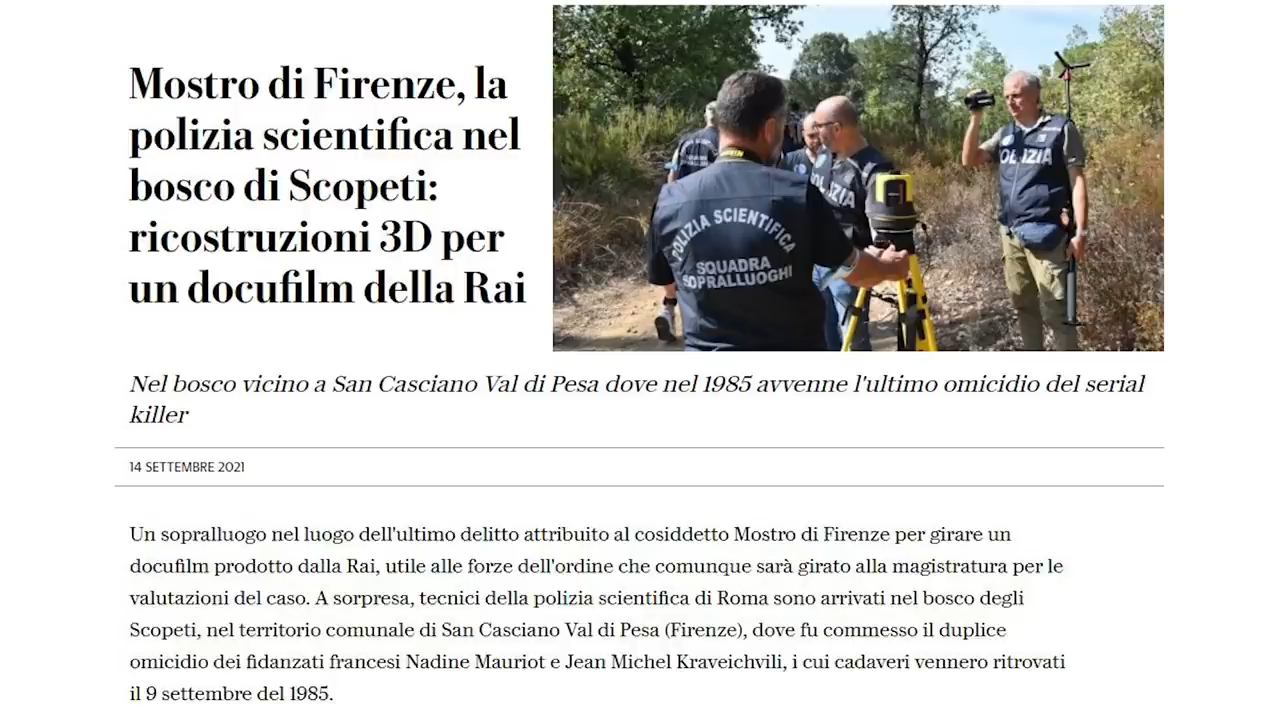 Mostro di Firenze, la
polizia scientifica nel
bosco di Scopeti:
ricostruzioni 3D per
un docufilm della Rai
POLIZIA SCIENTIFICA
SQUADRA
SOPRALLUOGHI
POLIZIA
POLIZIA
Nel bosco vicino a San Casciano Val di Pesa dove nel 1985 avvenne l'ultimo omicidio del serial
killer
14 SETTEMBRE 2021
Un sopralluogo nel luogo dell'ultimo delitto attribuito al cosiddetto Mostro di Firenze per girare un
docufilm prodotto dalla Rai, utile alle forze dell'ordine che comunque sarà girato alla magistratura per le
valutazioni del caso. A sorpresa, tecnici della polizia scientifica di Roma sono arrivati nel bosco degli
Scopeti, nel territorio comunale di San Casciano Val di Pesa (Firenze), dove fu commesso il duplice
omicidio dei fidanzati francesi Nadine Mauriot e Jean Michel Kraveichvili, i cui cadaveri vennero ritrovati
il 9 settembre del 1985.